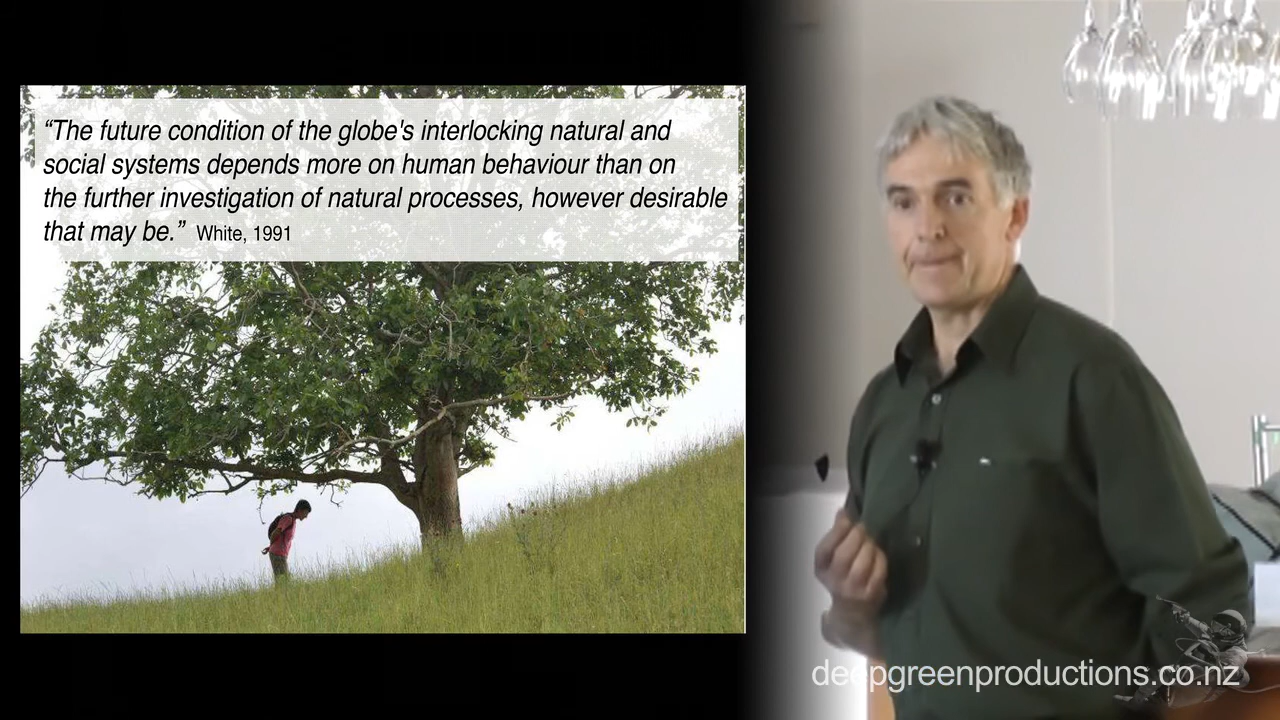 “The future condition of the globe's interlocking natural and
social systems depends more on human behaviour than on
the further investigation of natural processes, however desirable
that may be.” White, 1991
deepgreenproductions.co.nz